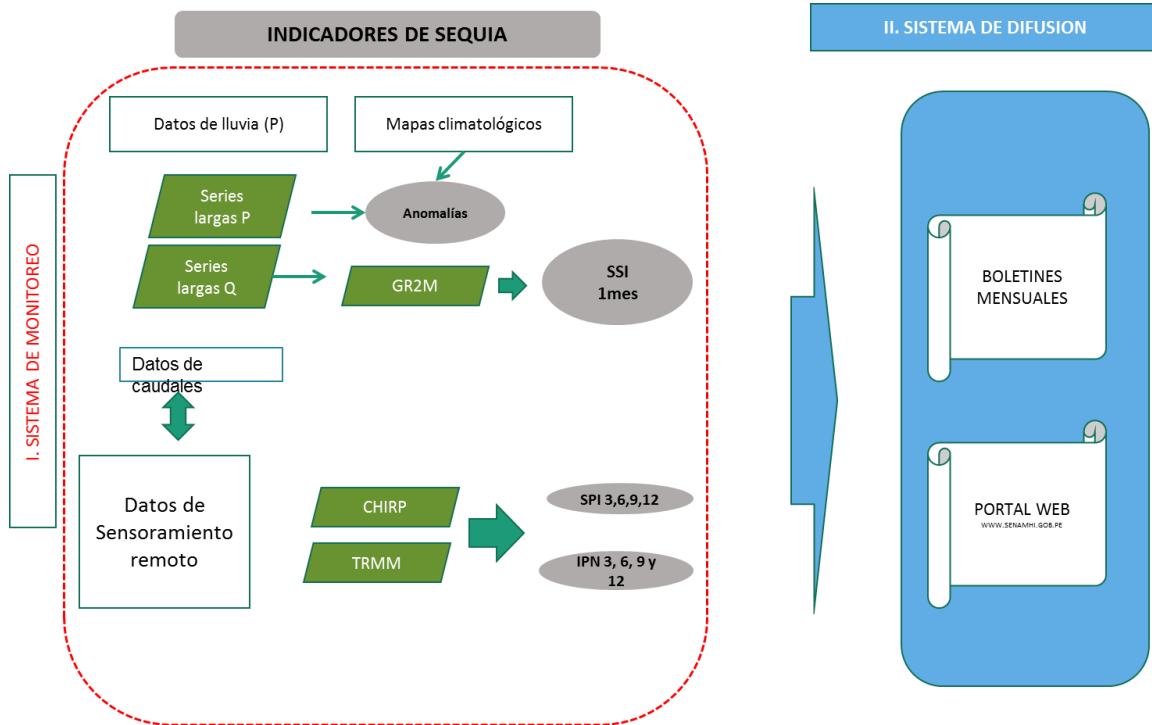 INDICADORES DE SEQUIA
II. SISTEMA DE DIFUSION
I. SISTEMA DE MONITOREO
Datos de lluvia (P)
Mapas climatológicos
Series
largas P
Anomalías
Series
largas Q
GR2M
SSI
1mes
Datos de
caudales
Datos de
Sensoramiento
remoto
CHIRP
TRMM
SPI 3,6,9,12
IPN 3, 6, 9 y
12
BOLETINES
MENSUALES
PORTAL WEB
WWW.SENAMHI.GOB.PE